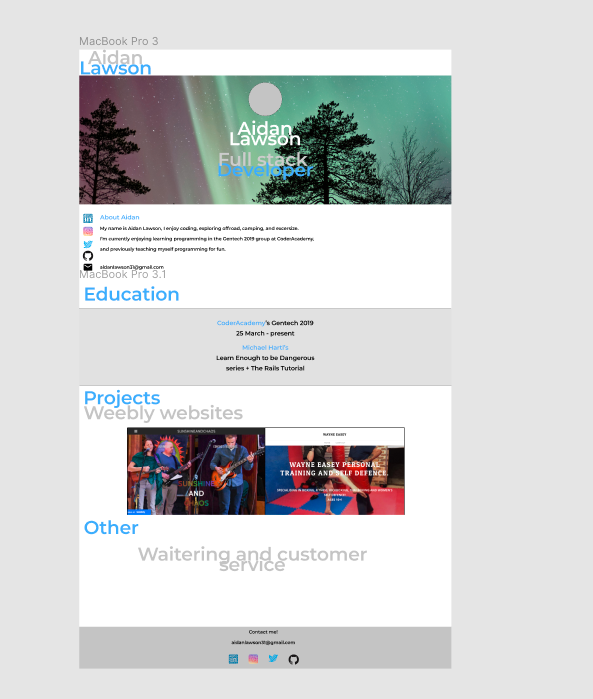 MacBook Pro 3
Aidan
Lawson
Aidan
Lawson
Full stack
Developer
About Aidan
My name is Aidan Lawson, I enjoy coding, exploring offroad, camping, and excersize.
I'm currently enjoying learning programming in the Gentech 2019 group at CoderAcademy,
and previously teaching myself programming for fun.
aidanlawson31@gmail.com
MacBook Pro 3.1
Education
CoderAcademy's Gentech 2019
25 March - present
Michael Hartl's
Learn Enough to be Dangerous
series + The Rails Tutorial
Projects
Weebly websites
SUNSHINE AND CHAOS
WAYNE EASEY
SUNSHINE
AND
CHAOS
WAYNE EASEY PERSONAL
TRAINING AND SELF DEFENCE.
Other
Waitering and customer
service
Contact me!
aidanlawson31@gmail.com